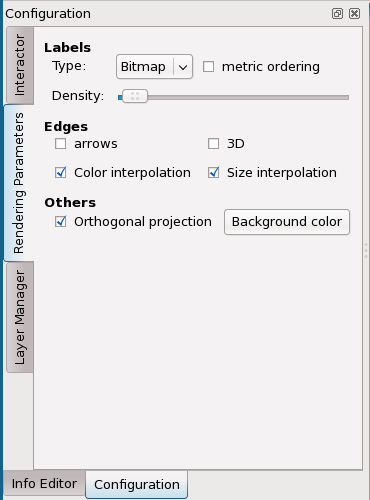 Configuration
Interactor
Rendering Parameters
Layer Manager
Labels
Type: Bitmap metric ordering
Density:
Edges
arrows 3D
Color interpolation Size interpolation
Others
Orthogonal projection Background color
Info Editor Configuration